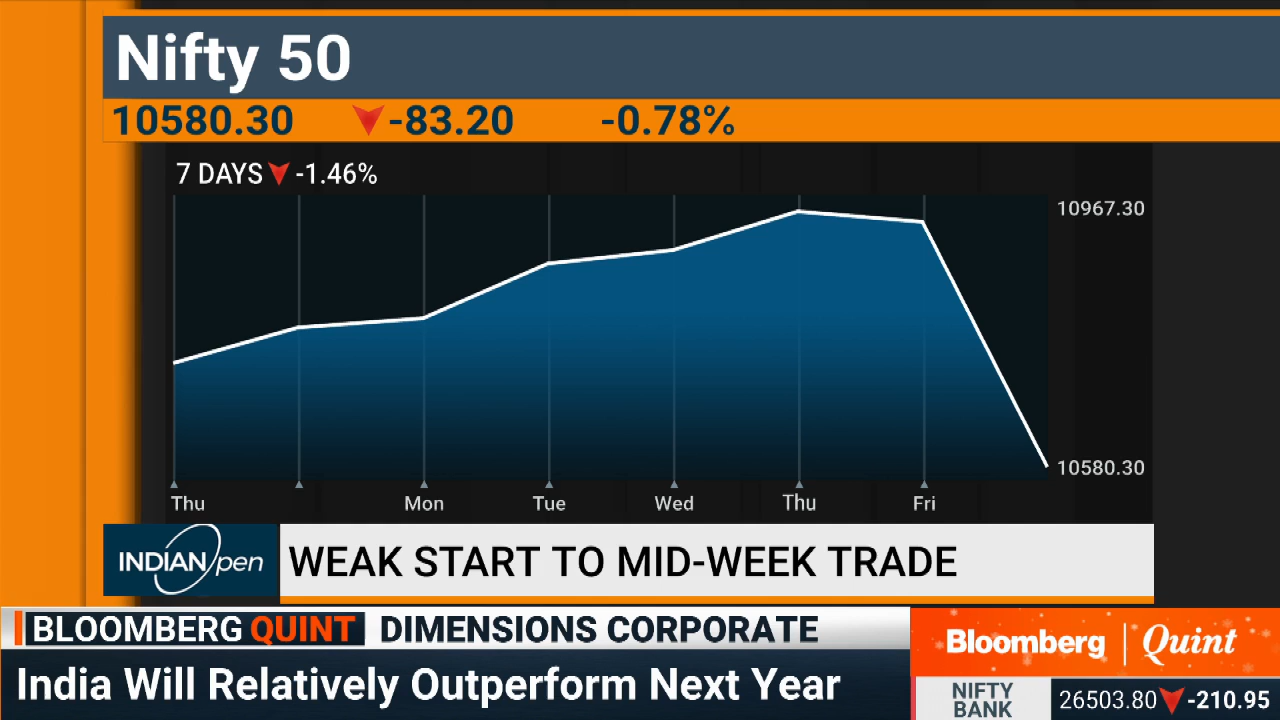 Nifty 50
10580.30 -83.20 -0.78%
7 DAYS -1.46%
10967.30
10580.30
Thu Mon Tue Wed Thu Fri
INDIAN pen WEAK START TO MID-WEEK TRADE
BLOOMBERG QUINT DIMENSIONS CORPORATE
India Will Relatively Outperform Next Year
Bloomberg | Quint
NIFTY BANK 26503.80 -210.95